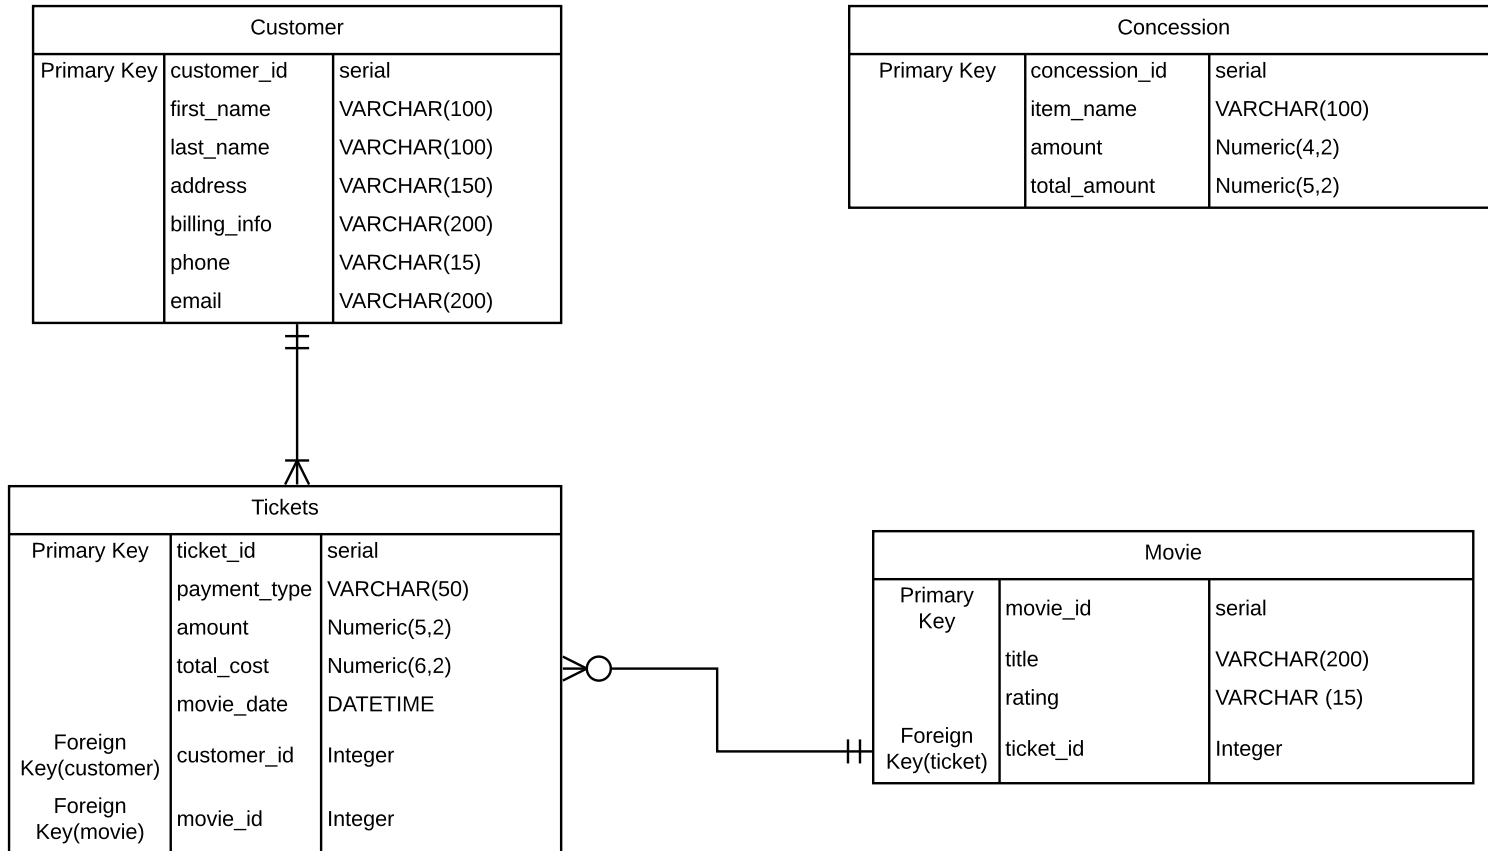 Customer
Primary Key customer_id serial
first_name VARCHAR(100)
last_name VARCHAR(100)
address VARCHAR(150)
billing_info VARCHAR(200)
phone VARCHAR(15)
email VARCHAR(200)
Concession
Primary Key concession_id serial
item_name VARCHAR(100)
amount Numeric(4,2)
total_amount Numeric(5,2)
Tickets
Primary Key ticket_id serial
payment_type VARCHAR(50)
amount Numeric(5,2)
total_cost Numeric(6,2)
movie_date DATETIME
Foreign
Key(customer) customer_id Integer
Foreign
Key(movie) movie_id Integer
Movie
Primary
Key movie_id serial
title VARCHAR(200)
rating VARCHAR (15)
Foreign
Key(ticket) ticket_id Integer